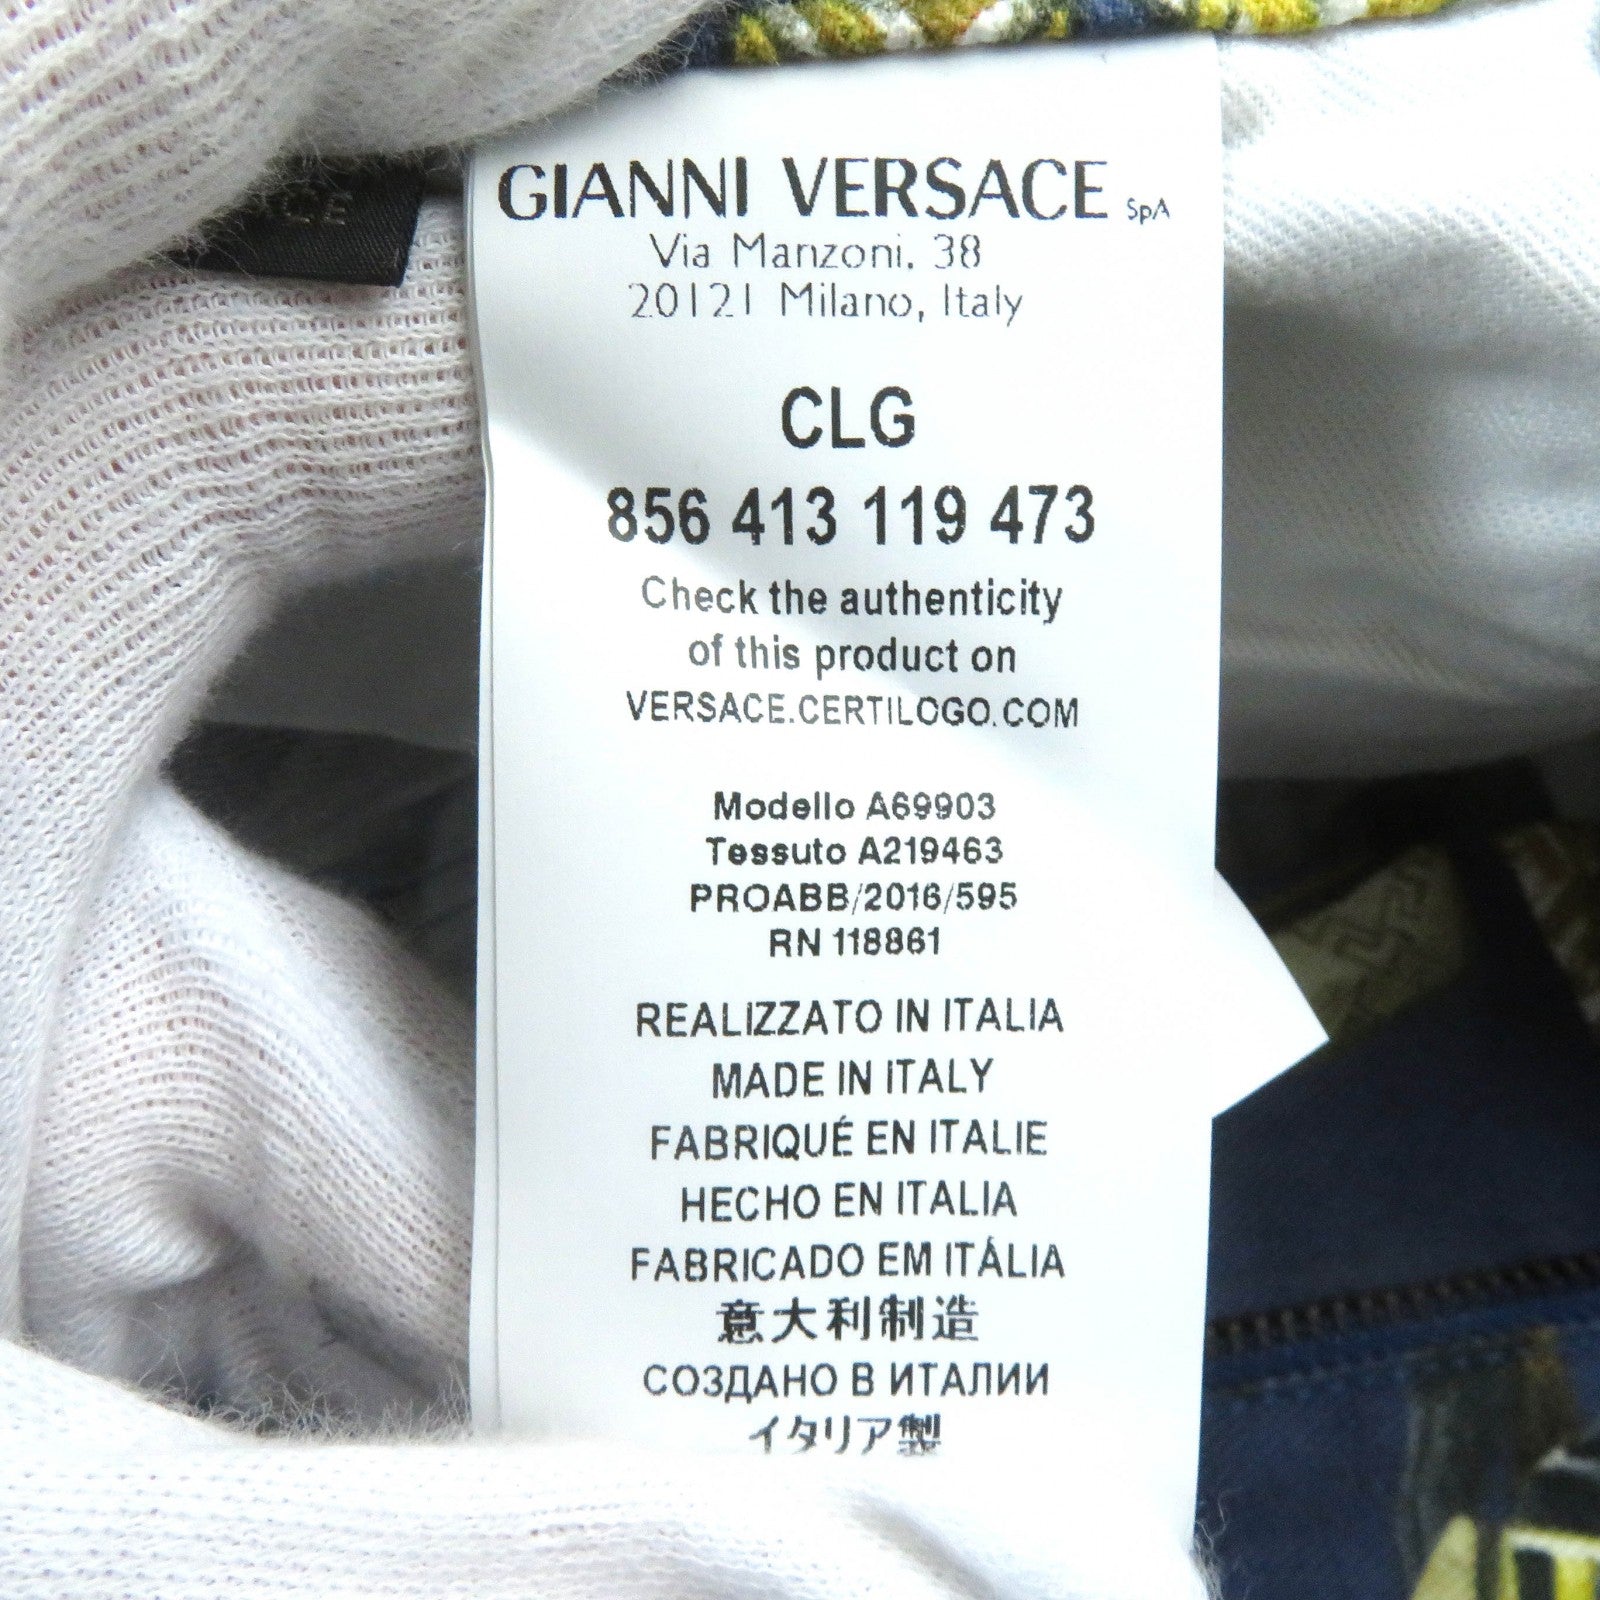 GIANNI VERSACE SpA
Via Manzoni, 38
20121 Milano, Italy
CLG
856 413 119 473
Check the authenticity
of this product on
VERSACE.CERTILOGO.COM
Modello A69903
Tessuto A219463
PROABB/2016/595
RN 118861
REALIZZATO IN ITALIA
MADE IN ITALY
FABRIQUÉ EN ITALIE
HECHO EN ITALIA
FABRICADO EM ITÁLIA
意大利制造
СОЗДАНО В ИТАЛИИ
イタリア製